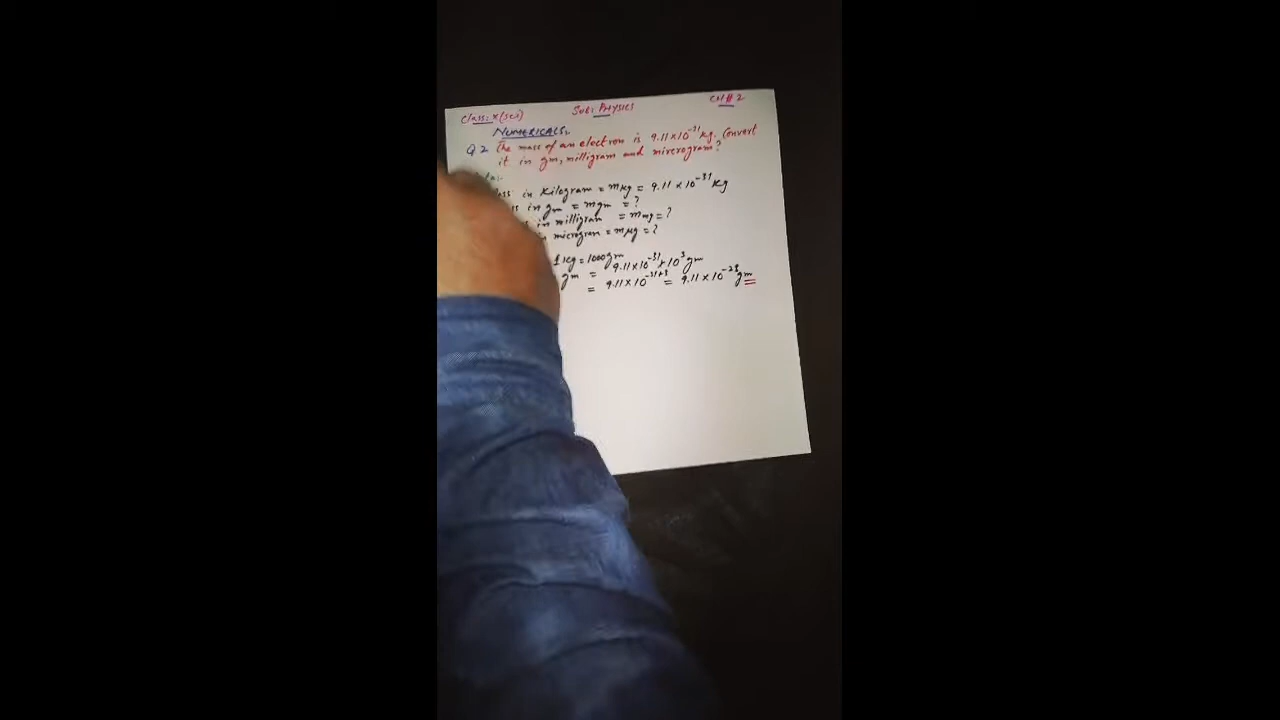 Class: X(sci) Sub: Physics CH# 2
NUMERICALS:
Q 2 The mass of an electron is 9.11 × 10⁻³¹ kg. Convert
it in gm, milligram and microgram?
in Kilogram = mkg = 9.11 × 10⁻³¹ Kg
in gm = mgm = ?
in milligram = mmg = ?
in microgram = mμg = ?
1 kg = 1000gm
gm = 9.11×10⁻³¹ × 10³ gm
= 9.11 × 10⁻³¹⁺³ = 9.11 × 10⁻²⁸ gm